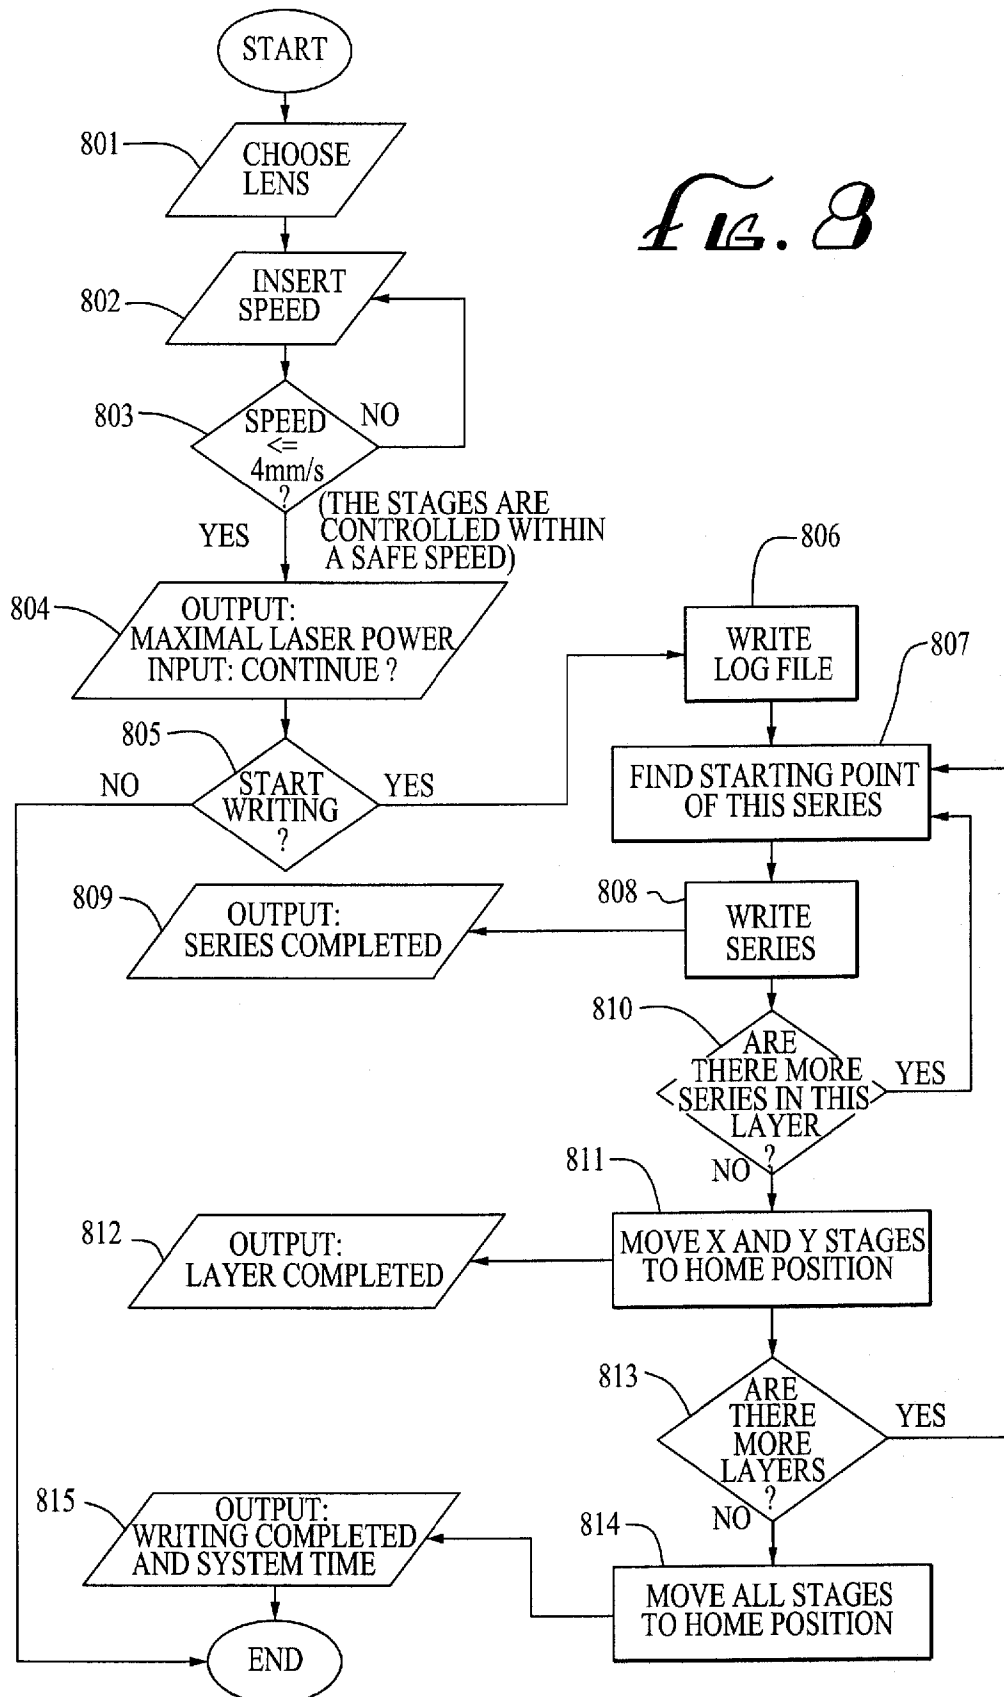 START
801
CHOOSE
LENS
FIG. 8
802
INSERT
SPEED
803
SPEED
<=
4mm/s
?
NO
YES
(THE STAGES ARE
CONTROLLED WITHIN
A SAFE SPEED)
804
OUTPUT:
MAXIMAL LASER POWER
INPUT: CONTINUE ?
805
START
WRITING
?
NO
YES
806
WRITE
LOG FILE
807
FIND STARTING POINT
OF THIS SERIES
808
WRITE
SERIES
809
OUTPUT:
SERIES COMPLETED
810
ARE
THERE MORE
SERIES IN THIS
LAYER
?
YES
NO
811
MOVE X AND Y STAGES
TO HOME POSITION
812
OUTPUT:
LAYER COMPLETED
813
ARE
THERE
MORE
LAYERS
?
YES
NO
814
MOVE ALL STAGES
TO HOME POSITION
815
OUTPUT:
WRITING COMPLETED
AND SYSTEM TIME
END